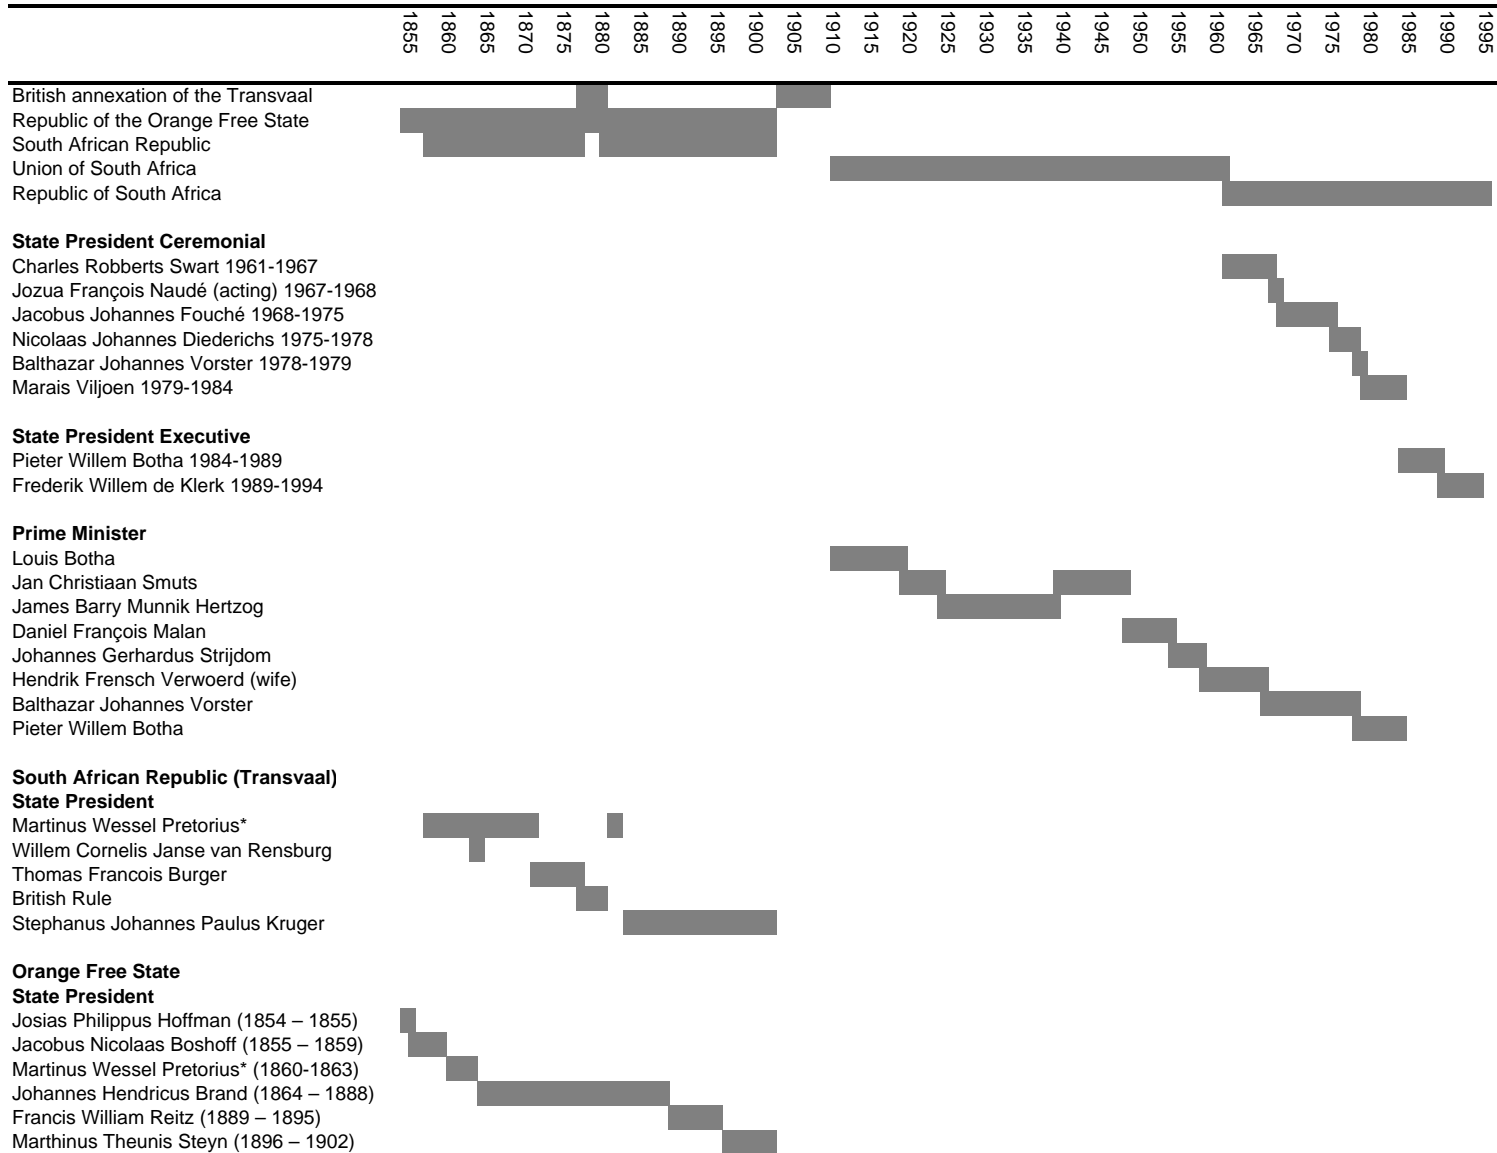 1855 1860 1865 1870 1875 1880 1885 1890 1895 1900 1905 1910 1915 1920 1925 1930 1935 1940 1945 1950 1955 1960 1965 1970 1975 1980 1985 1990 1995
British annexation of the Transvaal
Republic of the Orange Free State
South African Republic
Union of South Africa
Republic of South Africa
State President Ceremonial
Charles Robberts Swart 1961-1967
Jozua François Naudé (acting) 1967-1968
Jacobus Johannes Fouché 1968-1975
Nicolaas Johannes Diederichs 1975-1978
Balthazar Johannes Vorster 1978-1979
Marais Viljoen 1979-1984
State President Executive
Pieter Willem Botha 1984-1989
Frederik Willem de Klerk 1989-1994
Prime Minister
Louis Botha
Jan Christiaan Smuts
James Barry Munnik Hertzog
Daniel François Malan
Johannes Gerhardus Strijdom
Hendrik Frensch Verwoerd (wife)
Balthazar Johannes Vorster
Pieter Willem Botha
South African Republic (Transvaal)
State President
Martinus Wessel Pretorius*
Willem Cornelis Janse van Rensburg
Thomas Francois Burger
British Rule
Stephanus Johannes Paulus Kruger
Orange Free State
State President
Josias Philippus Hoffman (1854 – 1855)
Jacobus Nicolaas Boshoff (1855 – 1859)
Martinus Wessel Pretorius* (1860-1863)
Johannes Hendricus Brand (1864 – 1888)
Francis William Reitz (1889 – 1895)
Marthinus Theunis Steyn (1896 – 1902)